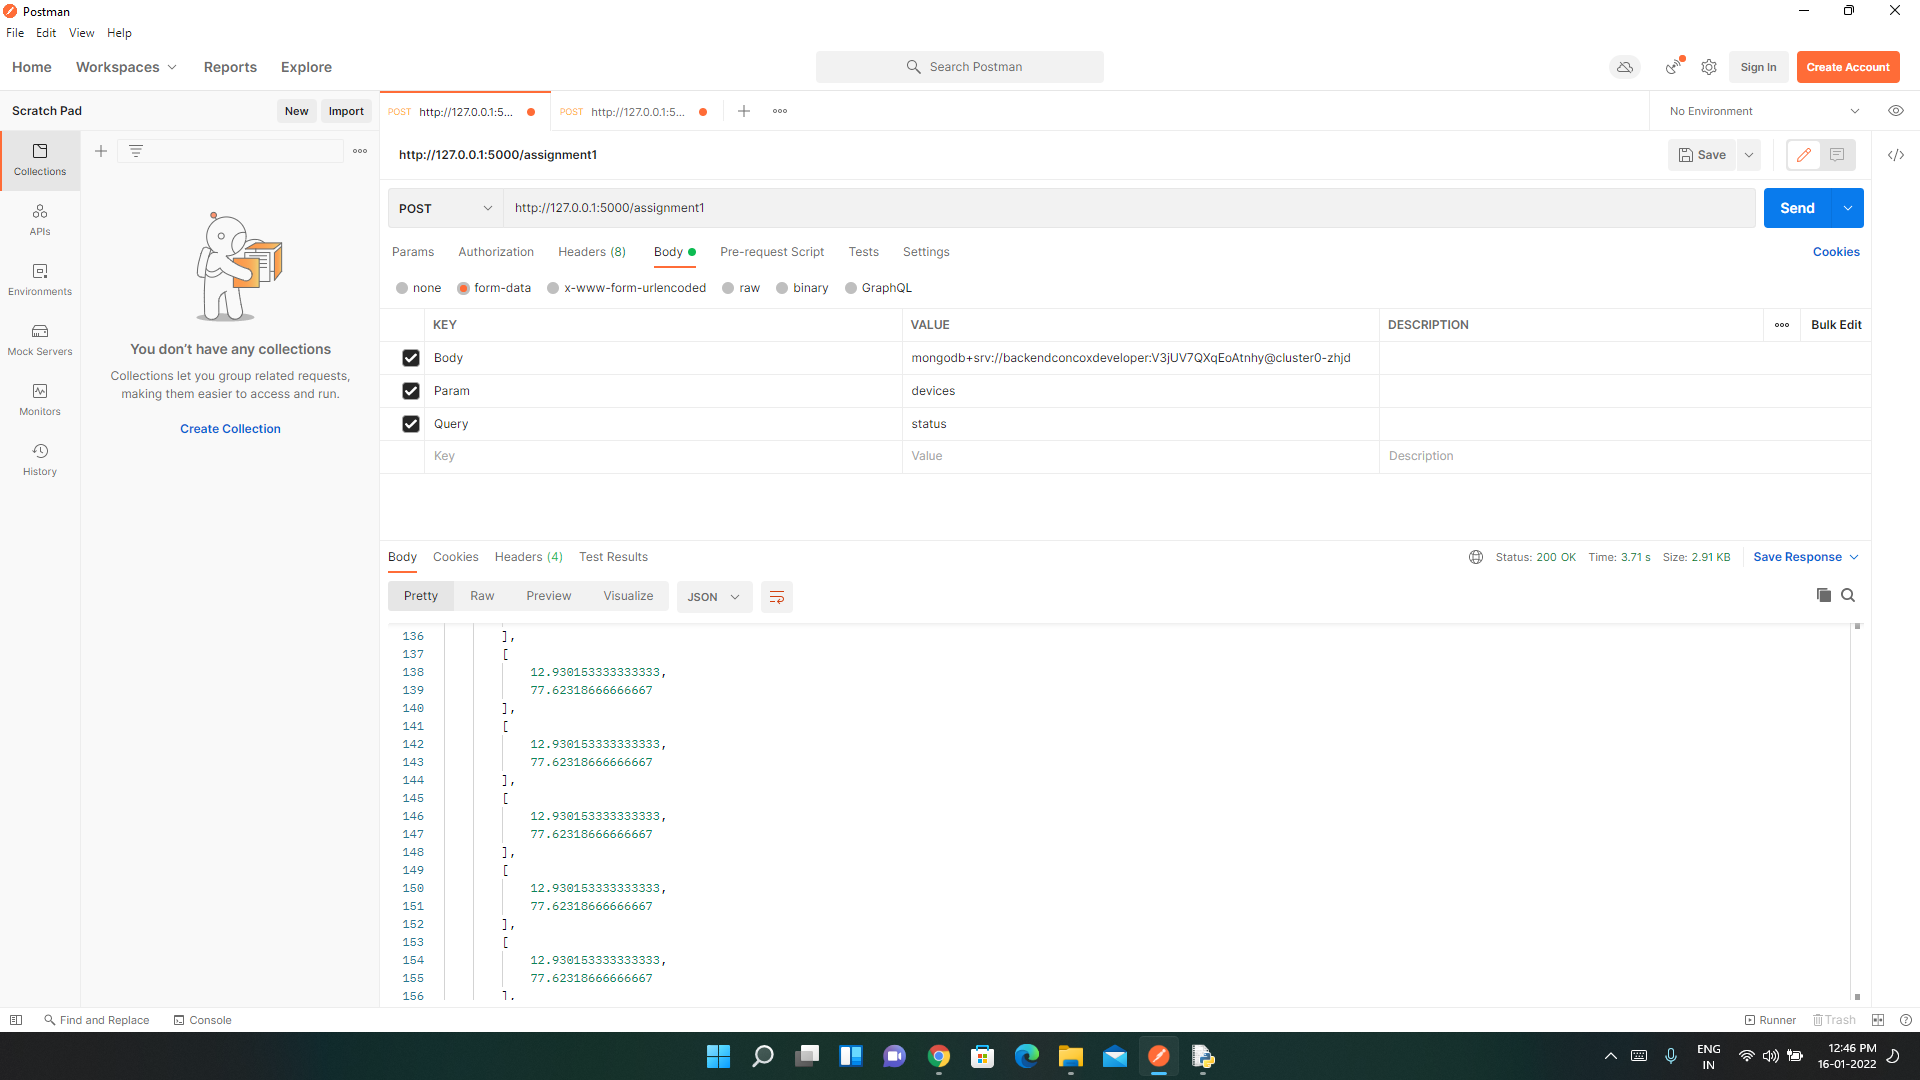 Postman
File Edit View Help
Home Workspaces Reports Explore
Search Postman
Sign In
Create Account
Scratch Pad New Import
POST http://127.0.0.1:5...
POST http://127.0.0.1:5...
No Environment
Collections
APIs
Environments
Mock Servers
Monitors
History
You don't have any collections
Collections let you group related requests,
making them easier to access and run.
Create Collection
http://127.0.0.1:5000/assignment1
Save
POST http://127.0.0.1:5000/assignment1
Send
Params Authorization Headers (8) Body Pre-request Script Tests Settings Cookies
none form-data x-www-form-urlencoded raw binary GraphQL
KEY VALUE DESCRIPTION Bulk Edit
Body mongodb+srv://backendconcoxdeveloper:V3jUV7QXqEoAtnhy@cluster0-zhjd
Param devices
Query status
Key Value Description
Body Cookies Headers (4) Test Results
Status: 200 OK Time: 3.71 s Size: 2.91 KB Save Response
Pretty Raw Preview Visualize JSON
136 ],
137 [
138 12.930153333333333,
139 77.62318666666667
140 ],
141 [
142 12.930153333333333,
143 77.62318666666667
144 ],
145 [
146 12.930153333333333,
147 77.62318666666667
148 ],
149 [
150 12.930153333333333,
151 77.62318666666667
152 ],
153 [
154 12.930153333333333,
155 77.62318666666667
156 ],
Find and Replace Console
Runner Trash
ENG
IN
12:46 PM
16-01-2022